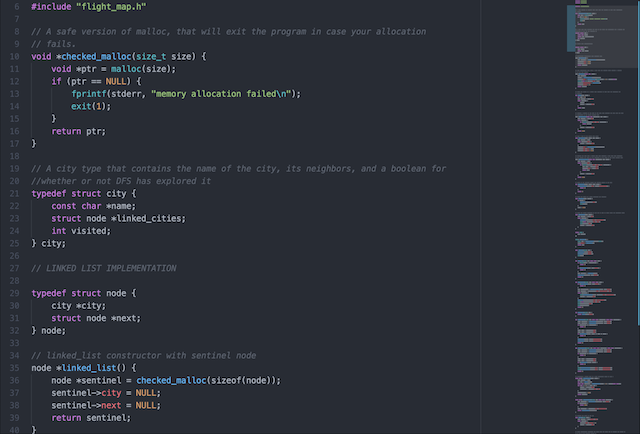 6 #include "flight_map.h"
7
8 // A safe version of malloc, that will exit the program in case your allocation
9 // fails.
10 void *checked_malloc(size_t size) {
11 void *ptr = malloc(size);
12 if (ptr == NULL) {
13 fprintf(stderr, "memory allocation failed\n");
14 exit(1);
15 }
16 return ptr;
17 }
18
19 // A city type that contains the name of the city, its neighbors, and a boolean for
20 //whether or not DFS has explored it
21 typedef struct city {
22 const char *name;
23 struct node *linked_cities;
24 int visited;
25 } city;
26
27 // LINKED LIST IMPLEMENTATION
28
29 typedef struct node {
30 city *city;
31 struct node *next;
32 } node;
33
34 // linked_list constructor with sentinel node
35 node *linked_list() {
36 node *sentinel = checked_malloc(sizeof(node));
37 sentinel->city = NULL;
38 sentinel->next = NULL;
39 return sentinel;
40 }